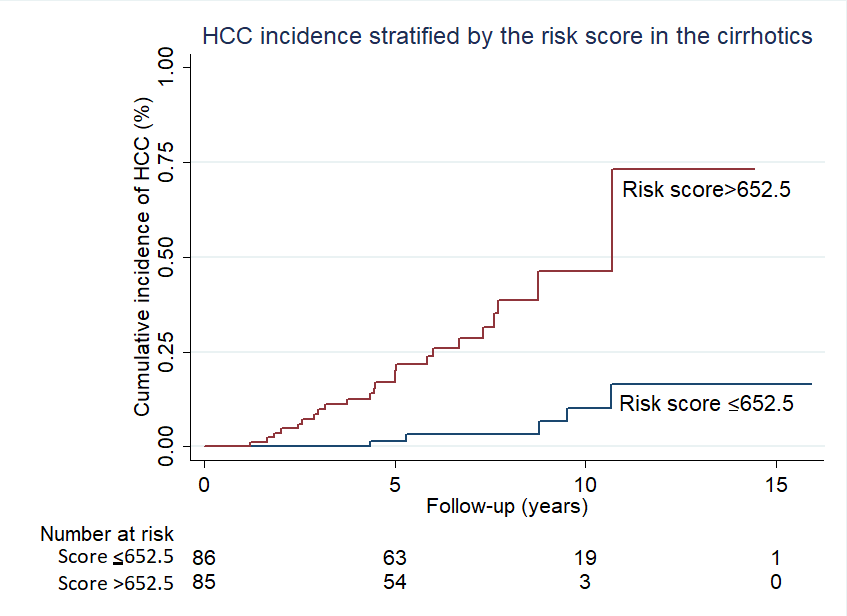 HCC incidence stratified by the risk score in the cirrhotics
Cumulative incidence of HCC (%)
1.00
0.75
0.50
0.25
0.00
Risk score>652.5
Risk score ≤652.5
0 5 10 15
Follow-up (years)
Number at risk
Score ≤652.5 86 63 19 1
Score >652.5 85 54 3 0